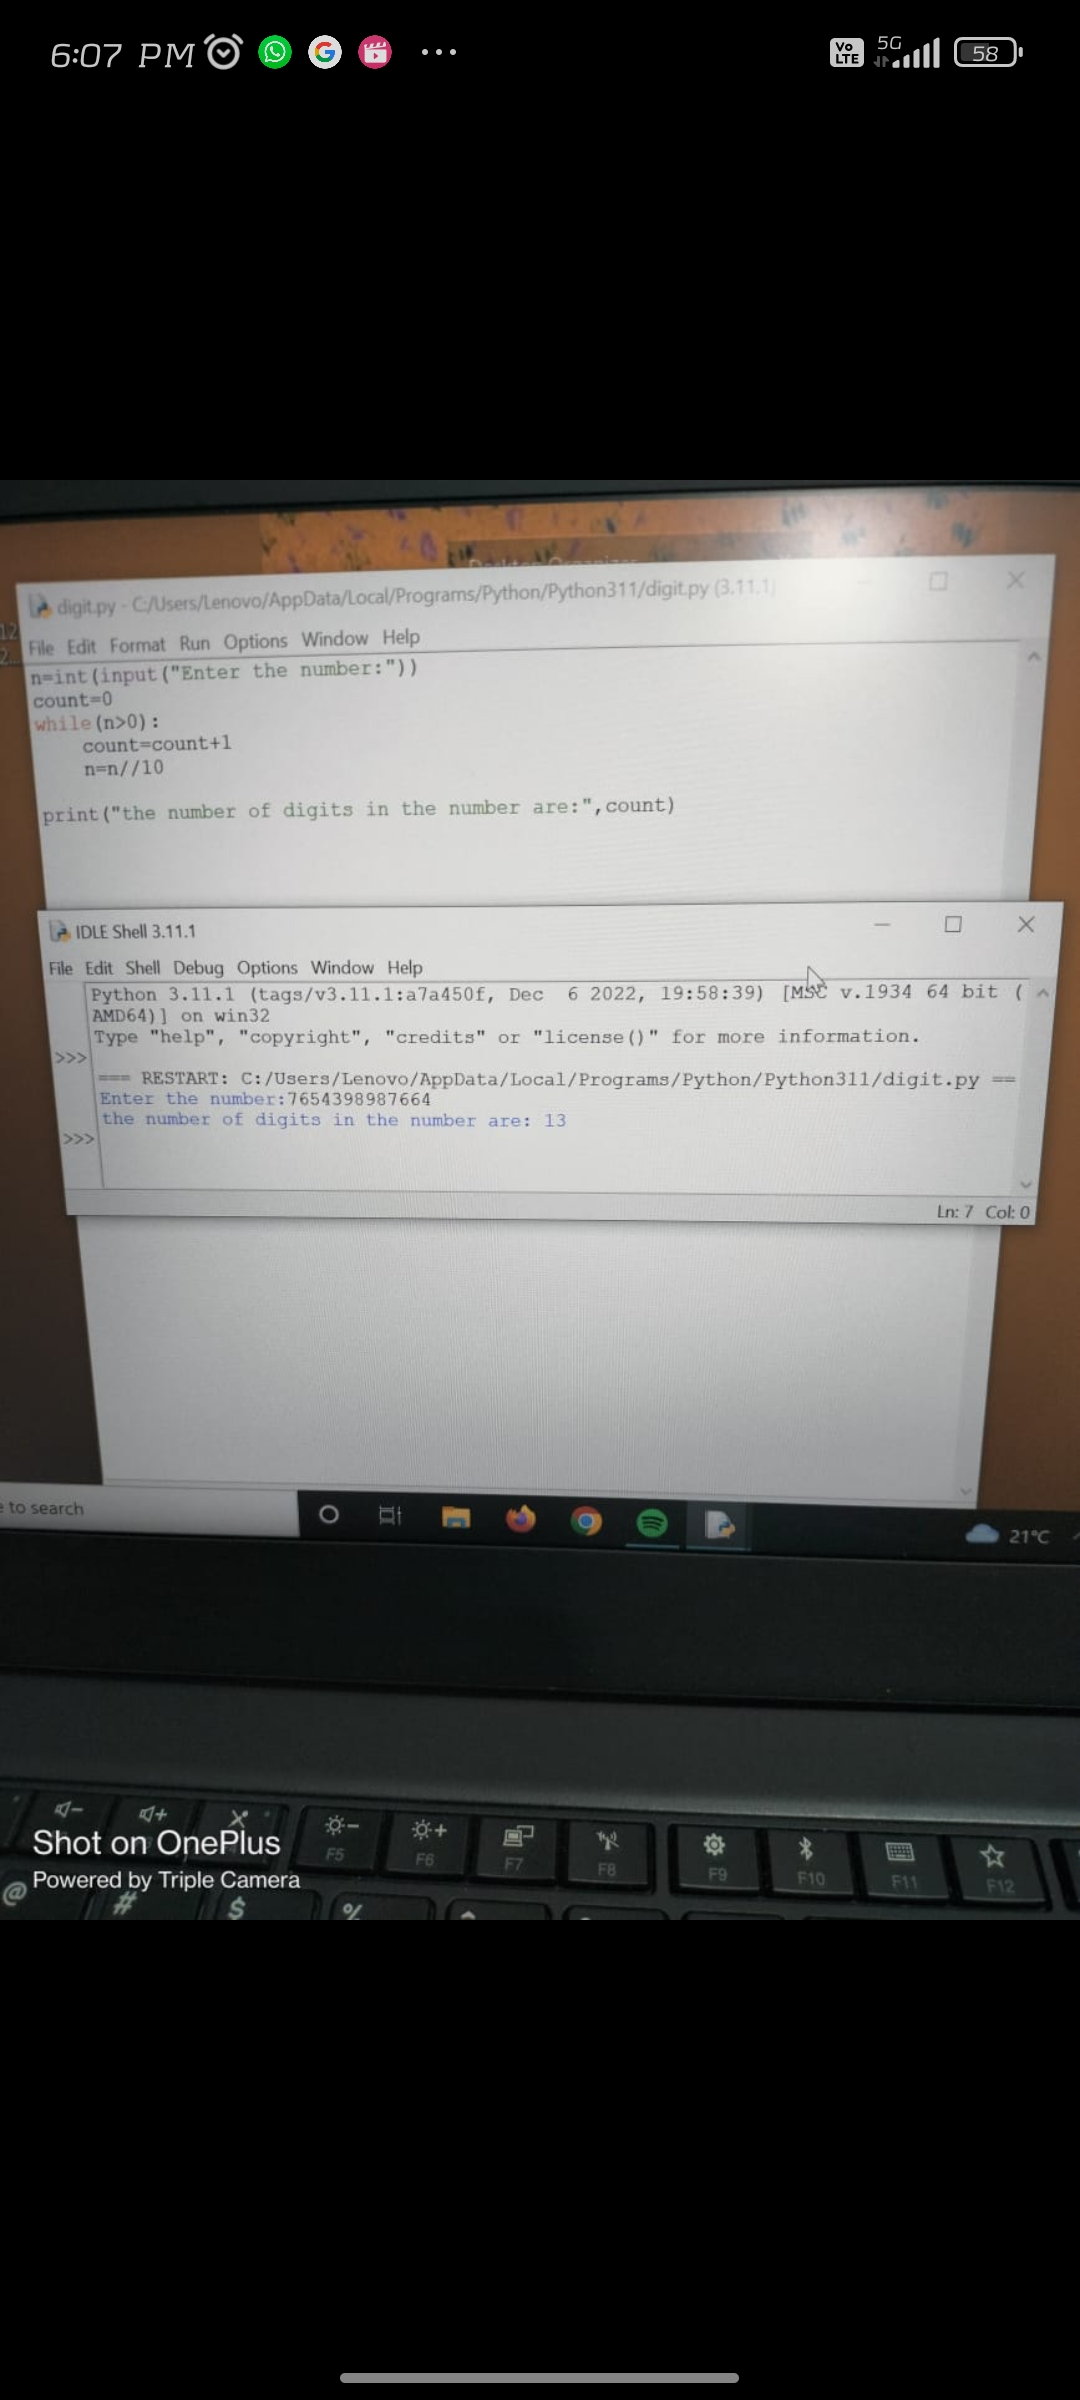 6:07 PM
Vo LTE 5G 58
digit.py - C:/Users/Lenovo/AppData/Local/Programs/Python/Python311/digit.py (3.11.1)
File Edit Format Run Options Window Help
n=int(input("Enter the number:"))
count=0
while(n>0):
    count=count+1
    n=n//10
print("the number of digits in the number are:",count)
IDLE Shell 3.11.1
File Edit Shell Debug Options Window Help
Python 3.11.1 (tags/v3.11.1:a7a450f, Dec  6 2022, 19:58:39) [MSC v.1934 64 bit (
AMD64)] on win32
Type "help", "copyright", "credits" or "license()" for more information.
>>>
=== RESTART: C:/Users/Lenovo/AppData/Local/Programs/Python/Python311/digit.py ==
Enter the number:7654398987664
the number of digits in the number are: 13
>>>
Ln: 7 Col: 0
to search
21°C
Shot on OnePlus
Powered by Triple Camera
F5 F6 F7 F8 F9 F10 F11 F12
@ # $ %